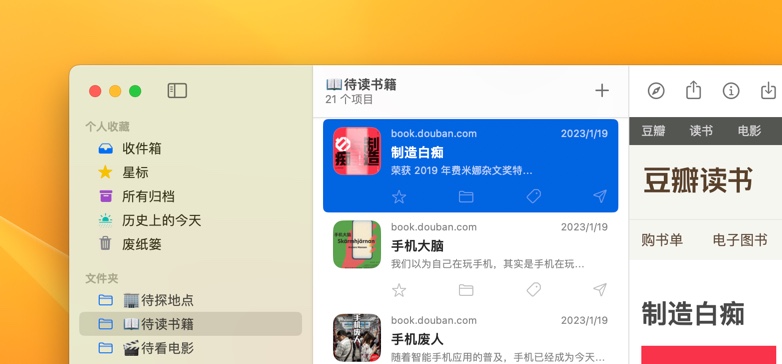 个人收藏
收件箱
星标
所有归档
历史上的今天
废纸篓
文件夹
🏢待探地点
📖待读书籍
🎬待看电影
📖待读书籍
21 个项目
book.douban.com 2023/1/19
制造白痴
荣获 2019 年费米娜杂文奖特…
book.douban.com 2023/1/19
手机大脑
我们以为自己在玩手机，其实是手机在玩…
book.douban.com 2023/1/19
手机废人
随着智能手机应用的普及，手机已经成为今天…
豆瓣 读书 电影
豆瓣读书
购书单 电子图书
制造白痴